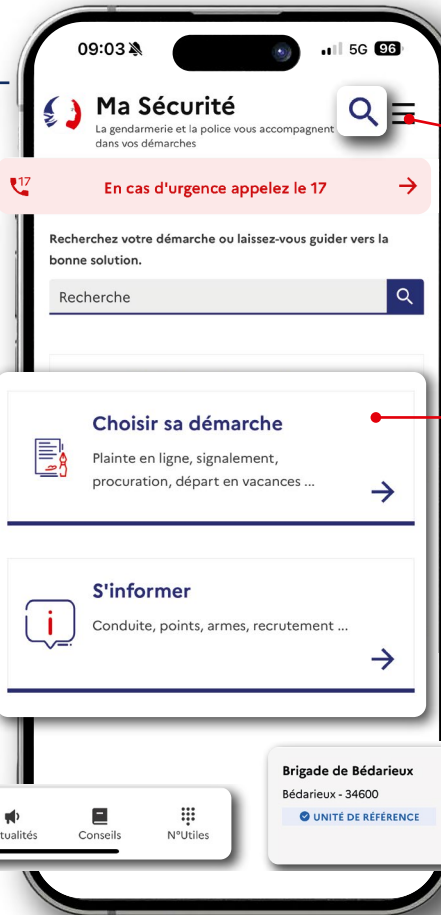 09:03
5G 96
Ma Sécurité
La gendarmerie et la police vous accompagnent
dans vos démarches
17
En cas d'urgence appelez le 17
Recherchez votre démarche ou laissez-vous guider vers la
bonne solution.
Recherche
Choisir sa démarche
Plainte en ligne, signalement,
procuration, départ en vacances ...
S'informer
Conduite, points, armes, recrutement ...
Brigade de Bédarieux
Bédarieux - 34600
UNITÉ DE RÉFÉRENCE
tualités Conseils N°Utiles